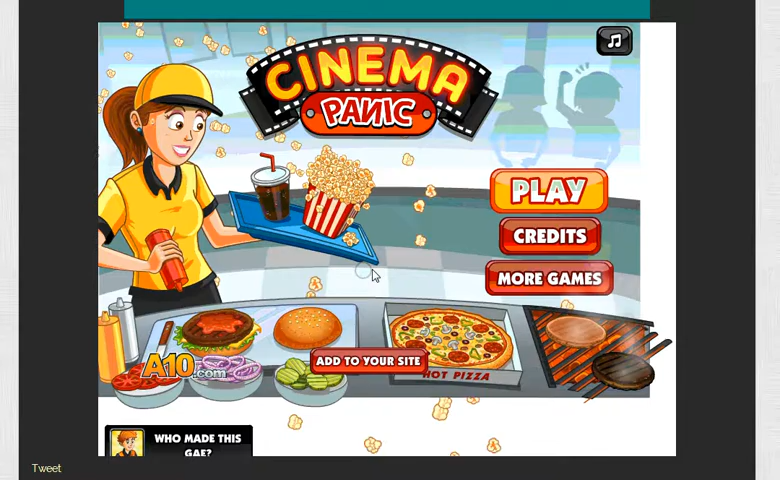 CINEMA
PANIC
PLAY
CREDITS
MORE GAMES
ADD TO YOUR SITE
A10.com
HOT PIZZA
WHO MADE THIS
GAE?
Tweet